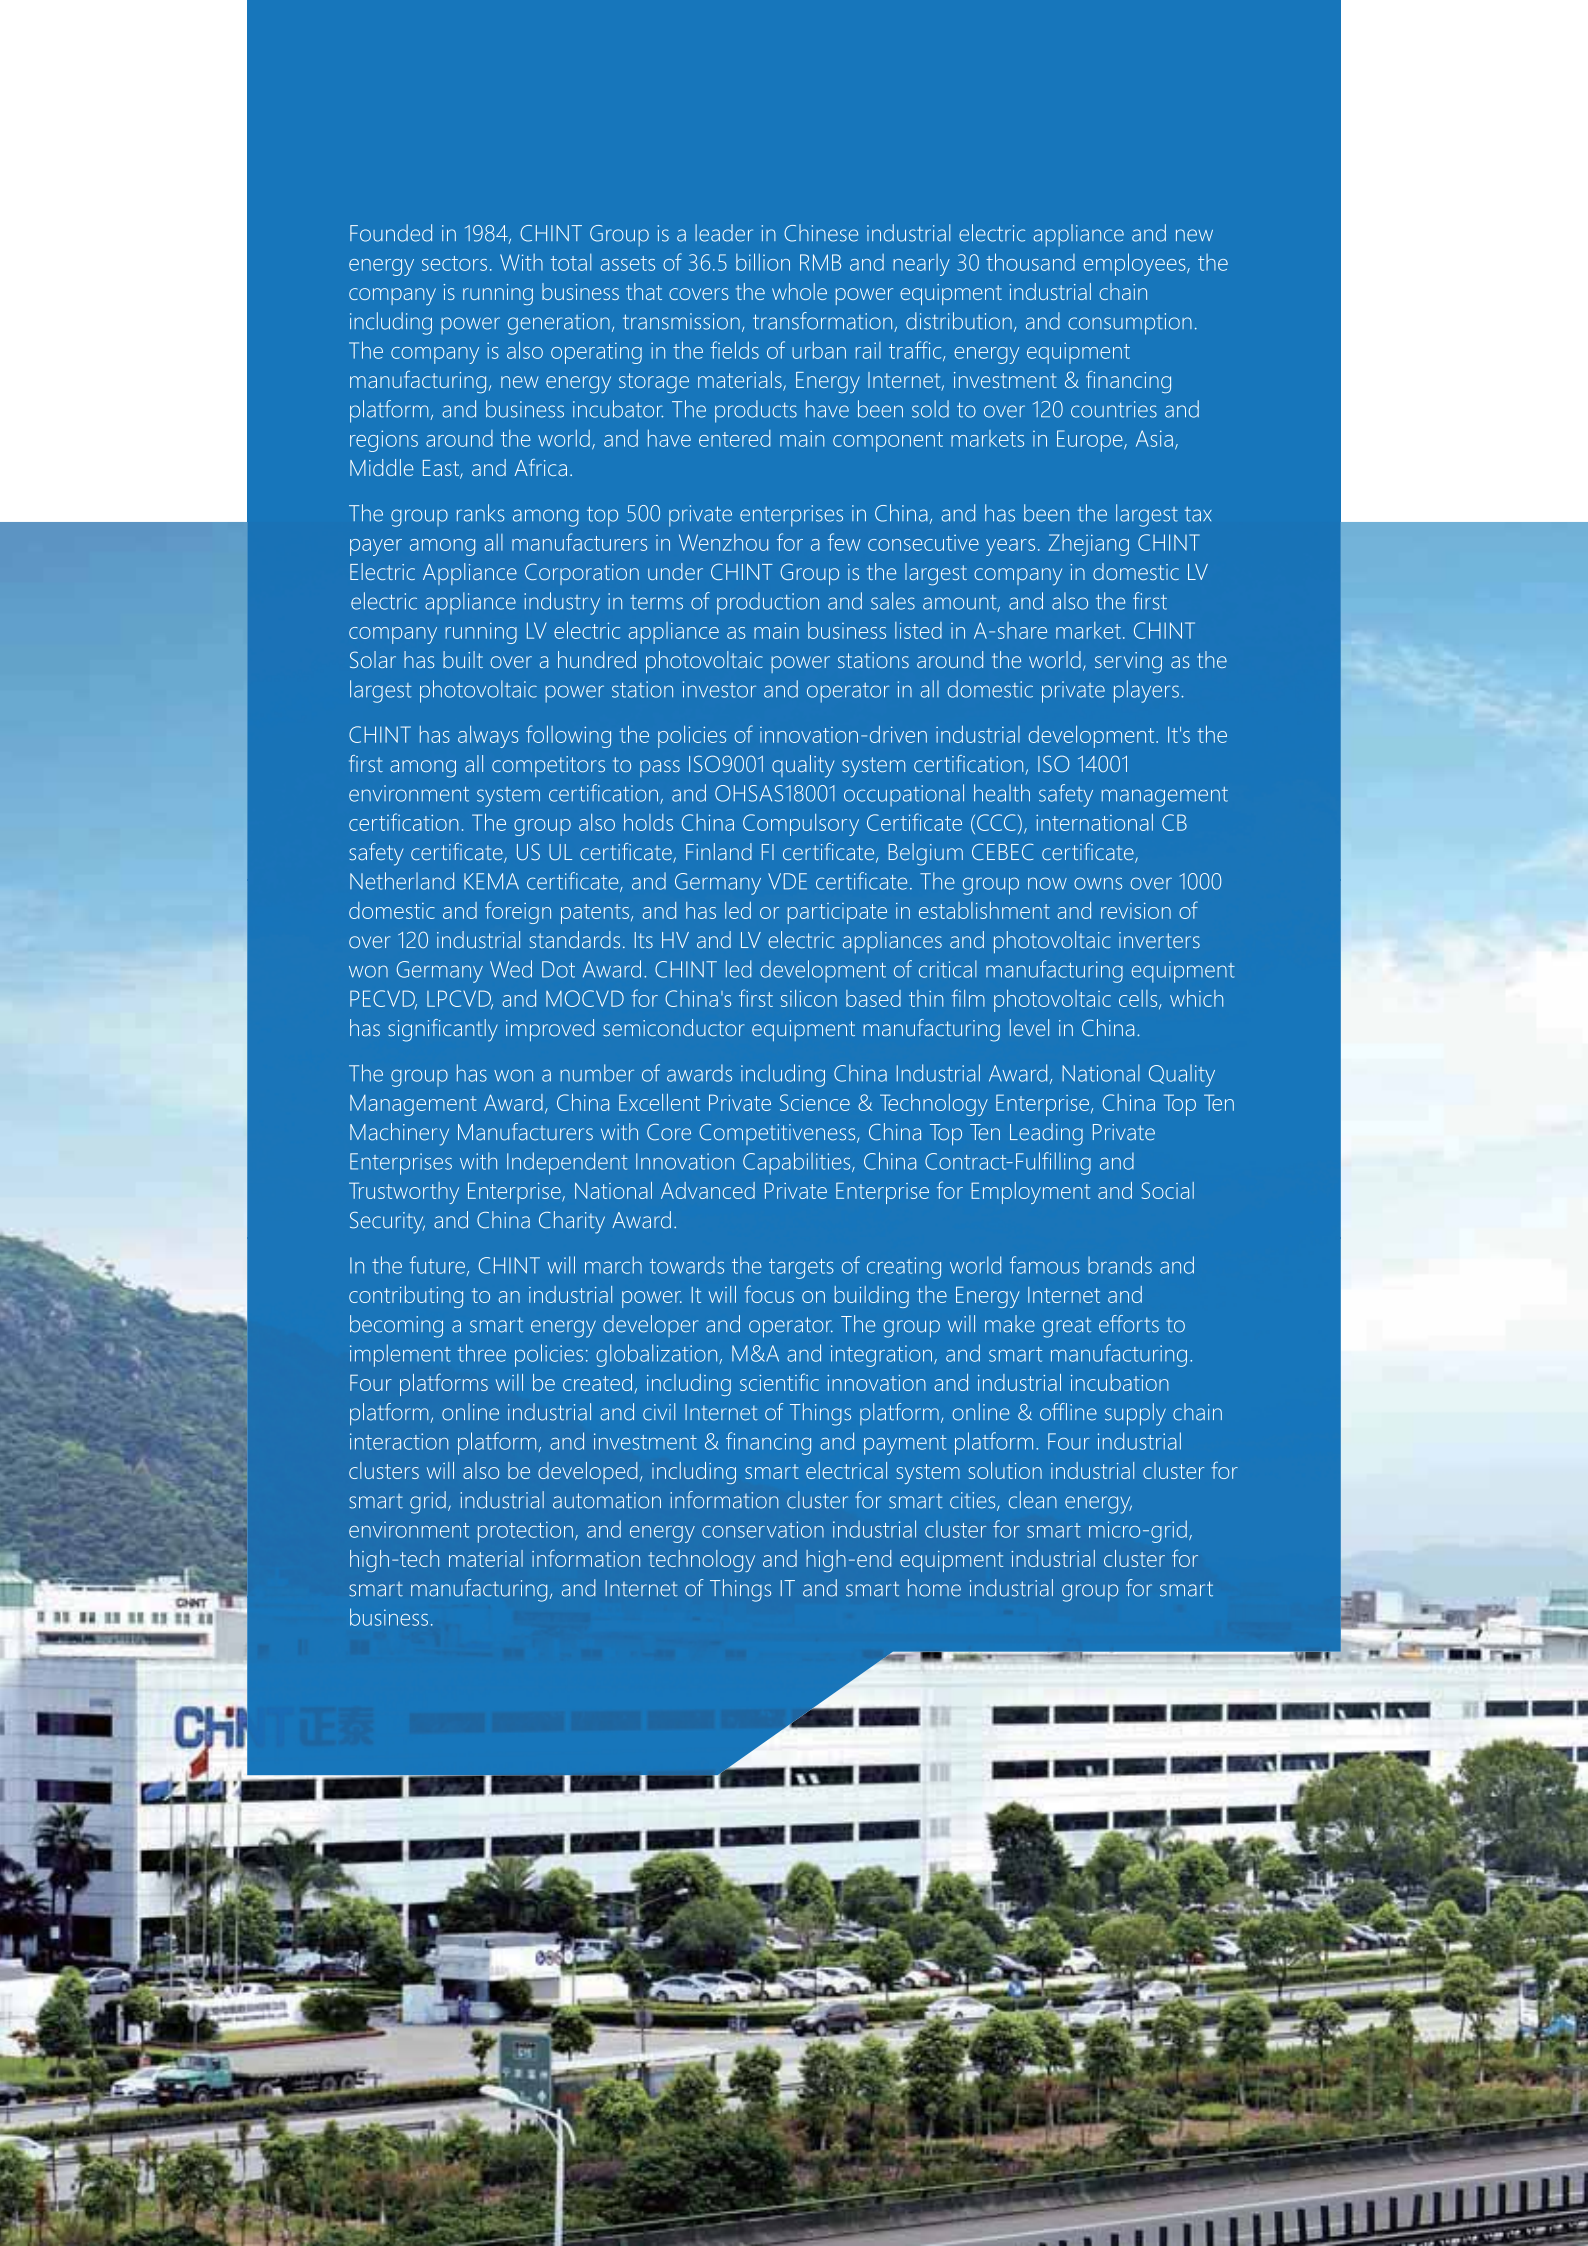 Founded in 1984, CHINT Group is a leader in Chinese industrial electric appliance and new
energy sectors. With total assets of 36.5 billion RMB and nearly 30 thousand employees, the
company is running business that covers the whole power equipment industrial chain
including power generation, transmission, transformation, distribution, and consumption.
The company is also operating in the fields of urban rail traffic, energy equipment
manufacturing, new energy storage materials, Energy Internet, investment & financing
platform, and business incubator. The products have been sold to over 120 countries and
regions around the world, and have entered main component markets in Europe, Asia,
Middle East, and Africa.
The group ranks among top 500 private enterprises in China, and has been the largest tax
payer among all manufacturers in Wenzhou for a few consecutive years. Zhejiang CHINT
Electric Appliance Corporation under CHINT Group is the largest company in domestic LV
electric appliance industry in terms of production and sales amount, and also the first
company running LV electric appliance as main business listed in A-share market. CHINT
Solar has built over a hundred photovoltaic power stations around the world, serving as the
largest photovoltaic power station investor and operator in all domestic private players.
CHINT has always following the policies of innovation-driven industrial development. It's the
first among all competitors to pass ISO9001 quality system certification, ISO 14001
environment system certification, and OHSAS18001 occupational health safety management
certification. The group also holds China Compulsory Certificate (CCC), international CB
safety certificate, US UL certificate, Finland FI certificate, Belgium CEBEC certificate,
Netherland KEMA certificate, and Germany VDE certificate. The group now owns over 1000
domestic and foreign patents, and has led or participate in establishment and revision of
over 120 industrial standards. Its HV and LV electric appliances and photovoltaic inverters
won Germany Wed Dot Award. CHINT led development of critical manufacturing equipment
PECVD, LPCVD, and MOCVD for China's first silicon based thin film photovoltaic cells, which
has significantly improved semiconductor equipment manufacturing level in China.
The group has won a number of awards including China Industrial Award, National Quality
Management Award, China Excellent Private Science & Technology Enterprise, China Top Ten
Machinery Manufacturers with Core Competitiveness, China Top Ten Leading Private
Enterprises with Independent Innovation Capabilities, China Contract-Fulfilling and
Trustworthy Enterprise, National Advanced Private Enterprise for Employment and Social
Security, and China Charity Award.
In the future, CHINT will march towards the targets of creating world famous brands and
contributing to an industrial power. It will focus on building the Energy Internet and
becoming a smart energy developer and operator. The group will make great efforts to
implement three policies: globalization, M&A and integration, and smart manufacturing.
Four platforms will be created, including scientific innovation and industrial incubation
platform, online industrial and civil Internet of Things platform, online & offline supply chain
interaction platform, and investment & financing and payment platform. Four industrial
clusters will also be developed, including smart electrical system solution industrial cluster for
smart grid, industrial automation information cluster for smart cities, clean energy,
environment protection, and energy conservation industrial cluster for smart micro-grid,
high-tech material information technology and high-end equipment industrial cluster for
smart manufacturing, and Internet of Things IT and smart home industrial group for smart
business.
CHINT
CHINT 正泰